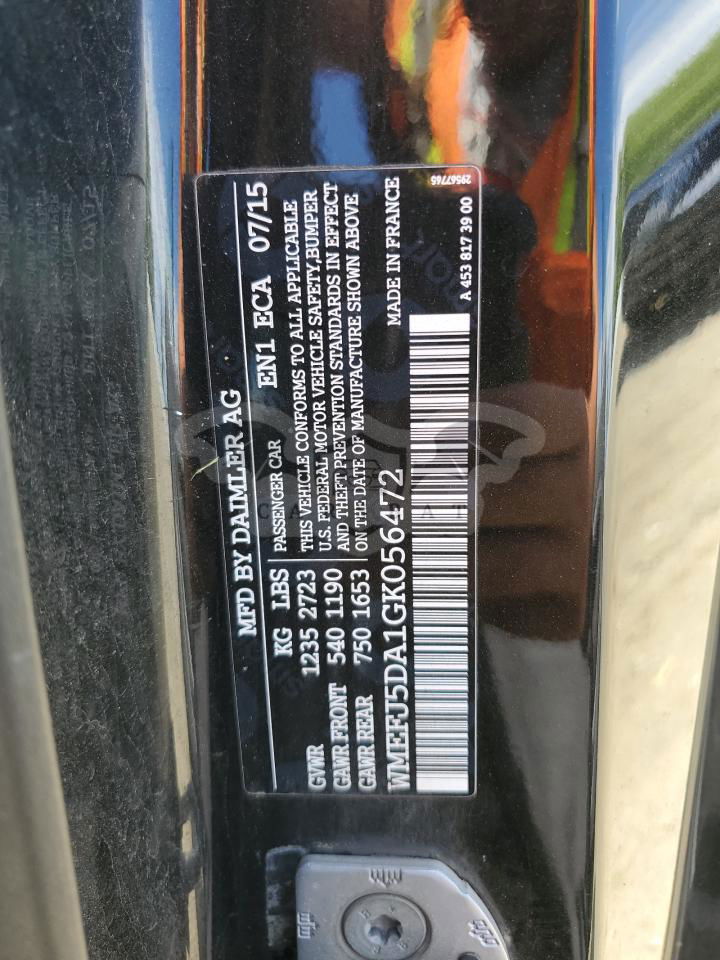 MFD BY DAIMLER AG EN1 ECA 07/15
KG LBS
GVWR 1235 2723
GAWR FRONT 540 1190
GAWR REAR 750 1653
PASSENGER CAR
THIS VEHICLE CONFORMS TO ALL APPLICABLE
U.S. FEDERAL MOTOR VEHICLE SAFETY,BUMPER
AND THEFT PREVENTION STANDARDS IN EFFECT
ON THE DATE OF MANUFACTURE SHOWN ABOVE
WMEFJ5DA1GK056472 MADE IN FRANCE
A 453 817 39 00
29567765